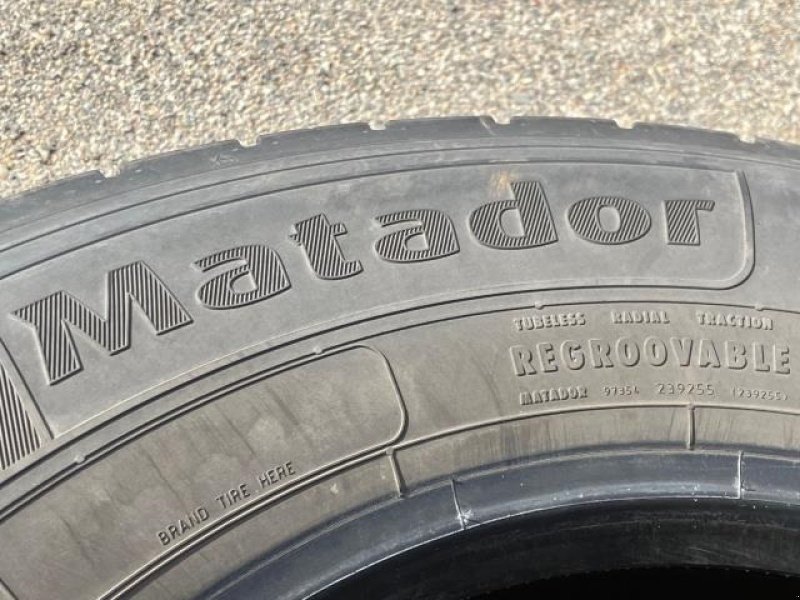 Matador
TUBELESS RADIAL TRACTION
REGROOVABLE
MATADOR 97354 239255 (239255)
BRAND TIRE HERE